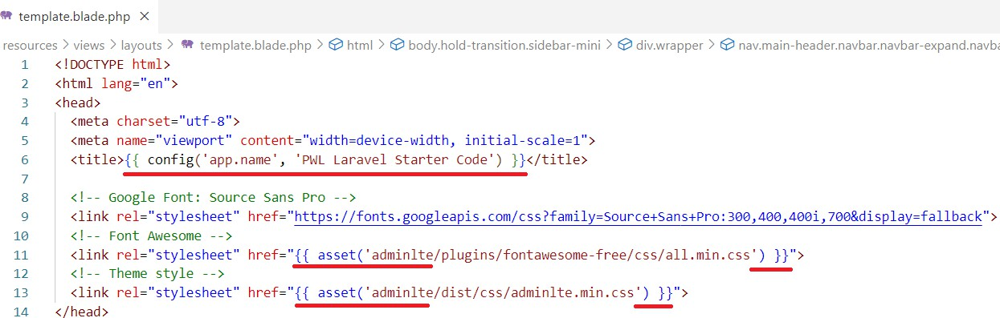 template.blade.php ×
resources > views > layouts > template.blade.php > html > body.hold-transition.sidebar-mini > div.wrapper > nav.main-header.navbar.navbar-expand.navba
1 <!DOCTYPE html>
2 <html lang="en">
3 <head>
4   <meta charset="utf-8">
5   <meta name="viewport" content="width=device-width, initial-scale=1">
6   <title>{{ config('app.name', 'PWL Laravel Starter Code') }}</title>
7
8   <!-- Google Font: Source Sans Pro -->
9   <link rel="stylesheet" href="https://fonts.googleapis.com/css?family=Source+Sans+Pro:300,400,400i,700&display=fallback">
10   <!-- Font Awesome -->
11   <link rel="stylesheet" href="{{ asset('adminlte/plugins/fontawesome-free/css/all.min.css') }}">
12   <!-- Theme style -->
13   <link rel="stylesheet" href="{{ asset('adminlte/dist/css/adminlte.min.css') }}">
14 </head>